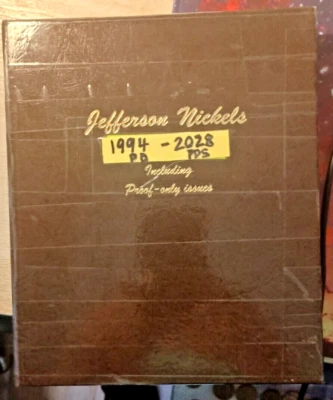 Jefferson Nickels
1994 - 2028
PD PDS
Including
Proof-only issues